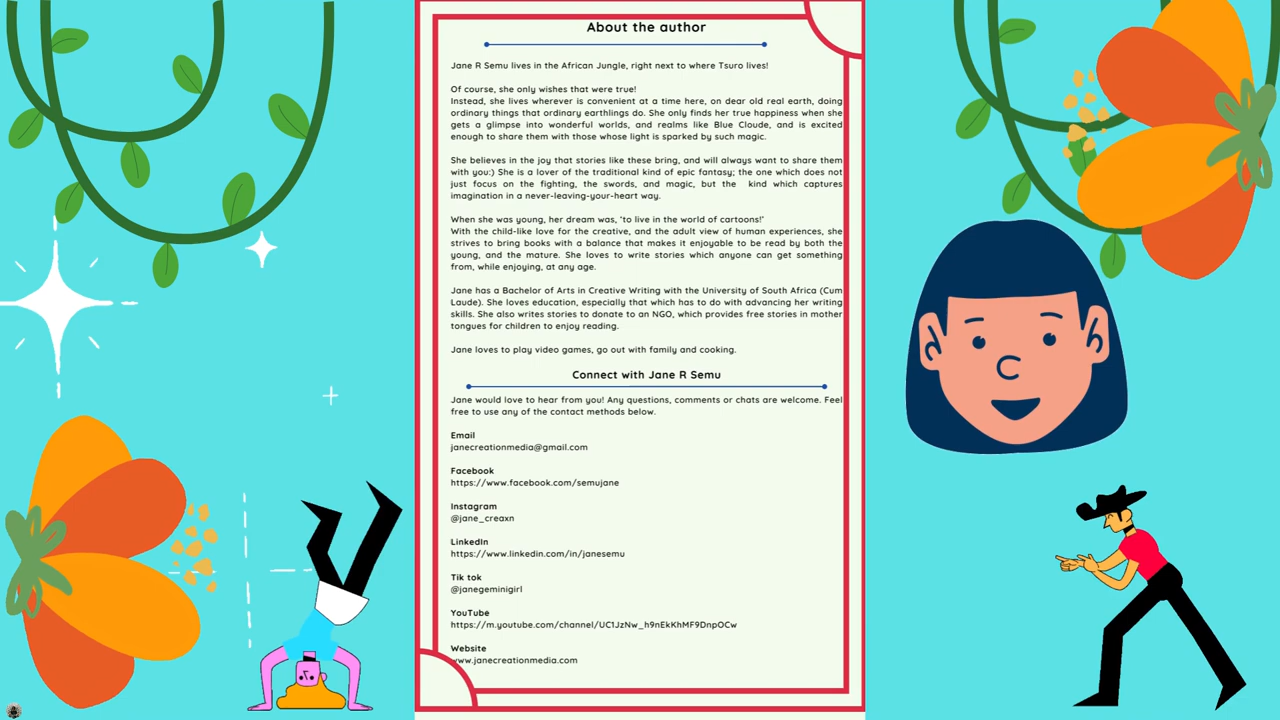 About the author
Jane R Semu lives in the African Jungle, right next to where Tsuro lives!
Of course, she only wishes that were true!
Instead, she lives wherever is convenient at a time here, on dear old real earth, doing
ordinary things that ordinary earthlings do. She only finds her true happiness when she
gets a glimpse into wonderful worlds, and realms like Blue Cloude, and is excited
enough to share them with those whose light is sparked by such magic.
She believes in the joy that stories like these bring, and will always want to share them
with you:) She is a lover of the traditional kind of epic fantasy; the one which does not
just focus on the fighting, the swords, and magic, but the kind which captures
imagination in a never-leaving-your-heart way.
When she was young, her dream was, ‘to live in the world of cartoons!’
With the child-like love for the creative, and the adult view of human experiences, she
strives to bring books with a balance that makes it enjoyable to be read by both the
young, and the mature. She loves to write stories which anyone can get something
from, while enjoying, at any age.
Jane has a Bachelor of Arts in Creative Writing with the University of South Africa (Cum
Laude). She loves education, especially that which has to do with advancing her writing
skills. She also writes stories to donate to an NGO, which provides free stories in mother
tongues for children to enjoy reading.
Jane loves to play video games, go out with family and cooking.
Connect with Jane R Semu
Jane would love to hear from you! Any questions, comments or chats are welcome. Feel
free to use any of the contact methods below.
Email
janecreationmedia@gmail.com
Facebook
https://www.facebook.com/semujane
Instagram
@jane_creaxn
LinkedIn
https://www.linkedin.com/in/janesemu
Tik tok
@janegeminigirl
YouTube
https://m.youtube.com/channel/UC1JzNw_h9nEkKhMF9DnpOCw
Website
www.janecreationmedia.com